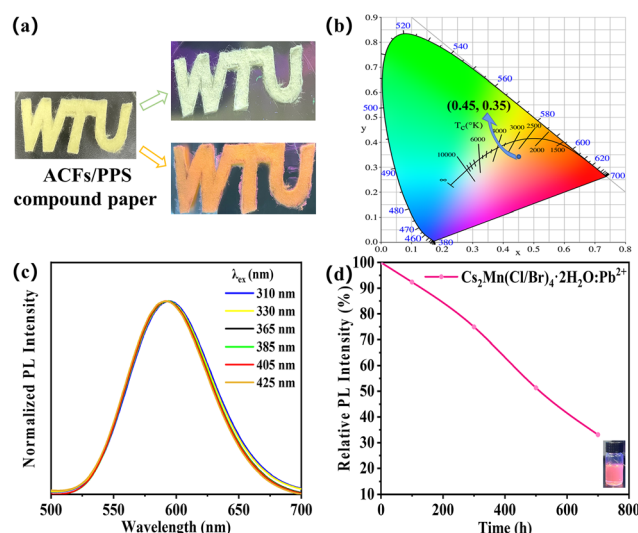 (a)
WTU
WTU
WTU
ACFs/PPS
compound paper
(b)
0.9
0.8
0.7
0.6
0.5
0.4
0.3
0.2
0.1
0.0
y
0.0 0.1 0.2 0.3 0.4 0.5 0.6 0.7 0.8
x
520
540
560
500
580
600
620
700
490
480
470
460
380
(0.45, 0.35)
T_C(°K)
∞ 10000 6000 4000 3000 2500 2000 1500
(c)
Normalized PL Intensity
λex (nm)
310 nm
330 nm
365 nm
385 nm
405 nm
425 nm
500 550 600 650 700
Wavelength (nm)
(d)
Relative PL Intensity (%)
100
90
80
70
60
50
40
30
20
10
0
Cs₂Mn(Cl/Br)₄·2H₂O:Pb²⁺
0 200 400 600 800
Time (h)